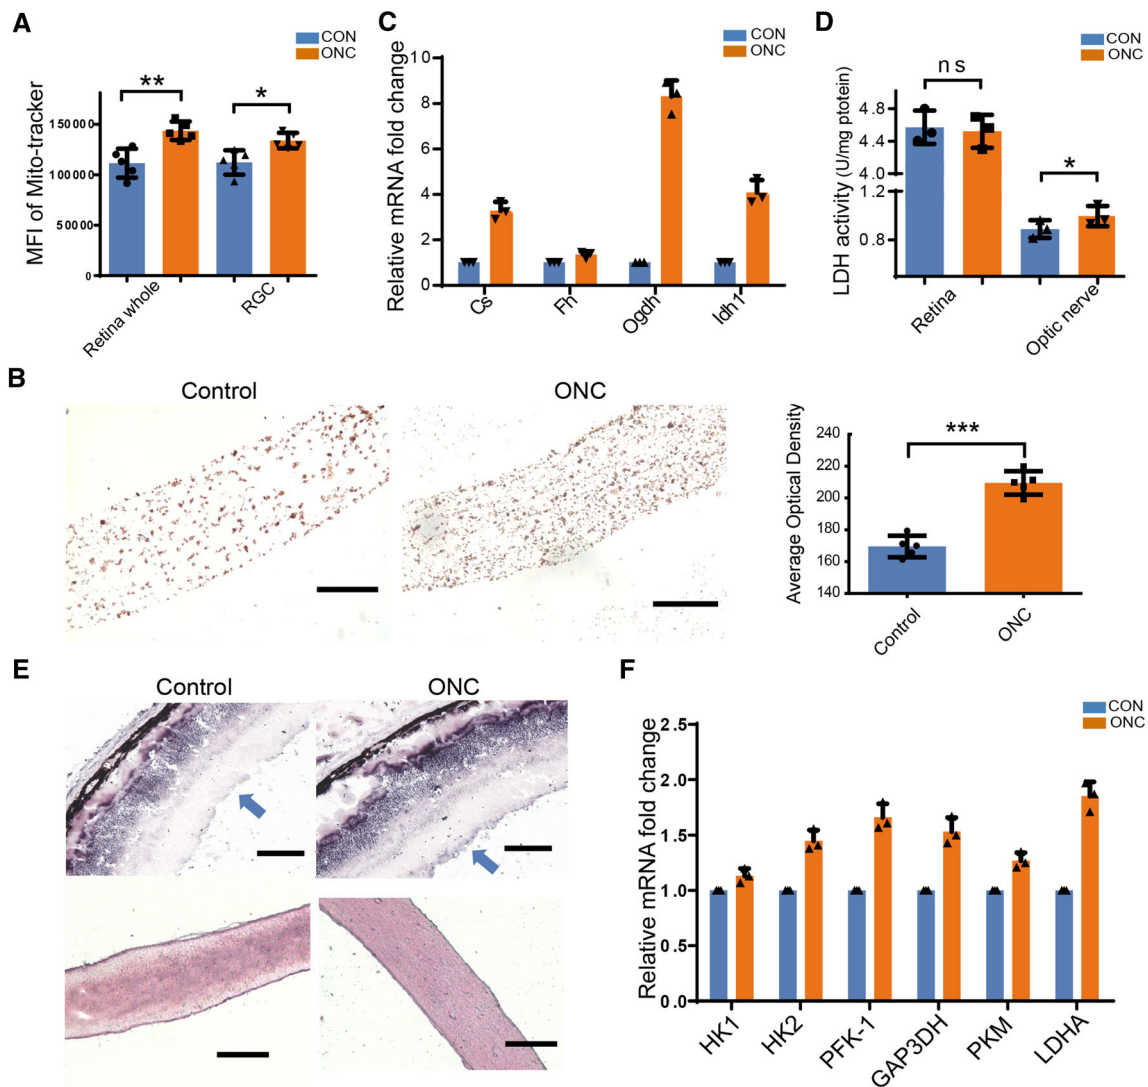 A
CON
ONC
MFI of Mito-tracker
150000
100000
50000
0
**
*
Retina whole
RGC
C
CON
ONC
Relative mRNA fold change
10
8
6
4
2
0
Cs
Fh
Ogdh
Idh1
D
CON
ONC
LDH activity (U/mg ptotein)
4.8
4.4
4.0
1.2
0.8
ns
*
Retina
Optic nerve
B
Control
ONC
Average Optical Density
240
220
200
180
160
140
***
Control
ONC
E
Control
ONC
F
CON
ONC
Relative mRNA fold change
2.5
2.0
1.5
1.0
0.5
0.0
HK1
HK2
PFK-1
GAP3DH
PKM
LDHA